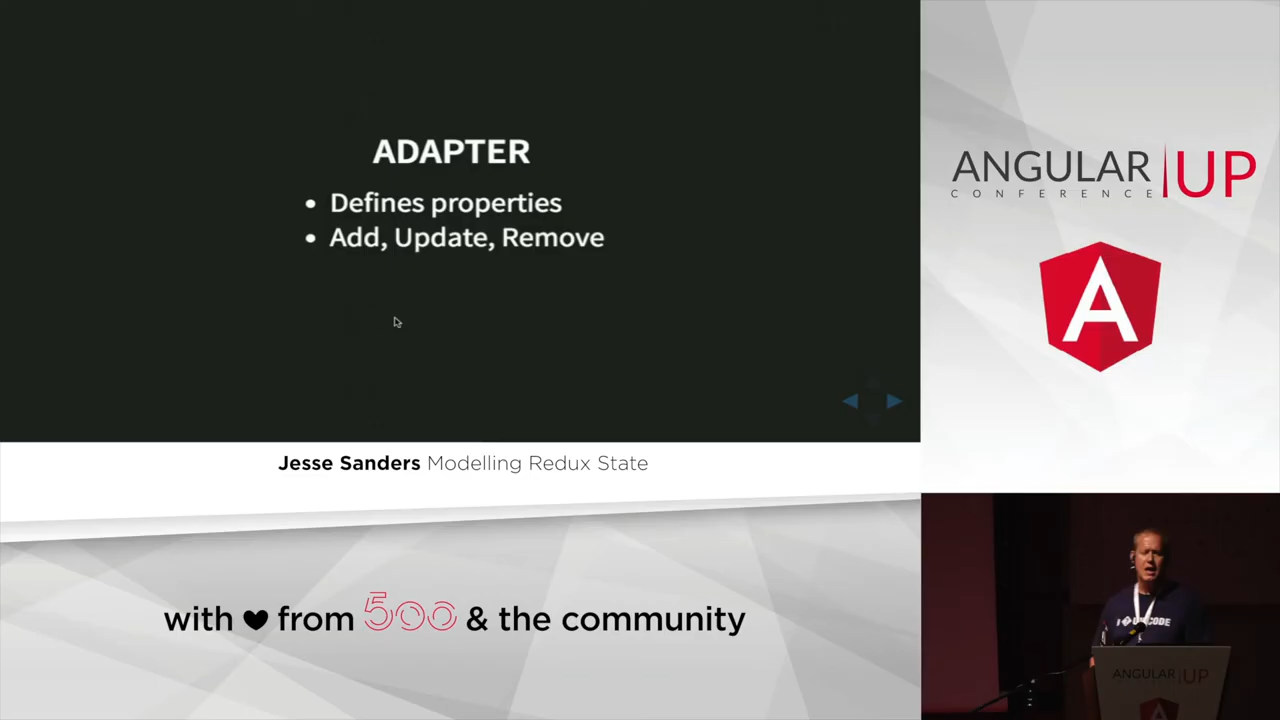 ADAPTER
• Defines properties
• Add, Update, Remove
Jesse Sanders Modelling Redux State
with ♥ from 500 & the community
ANGULAR UP
CONFERENCE
A
CODE
ANGULAR UP